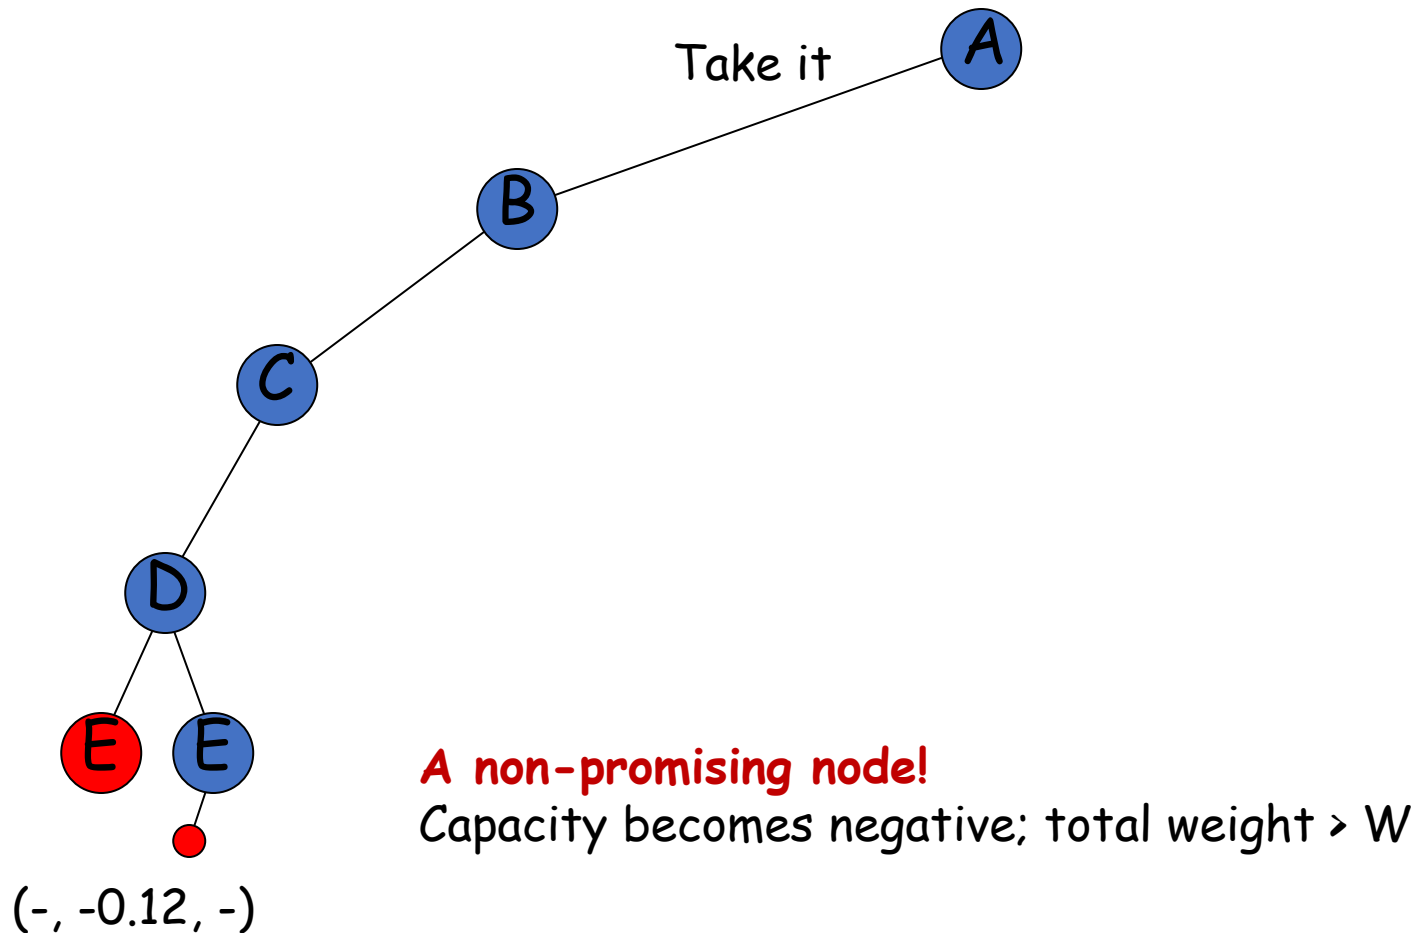 A
Take it
B
C
D
E E
A non-promising node!
Capacity becomes negative; total weight > W
(-, -0.12, -)